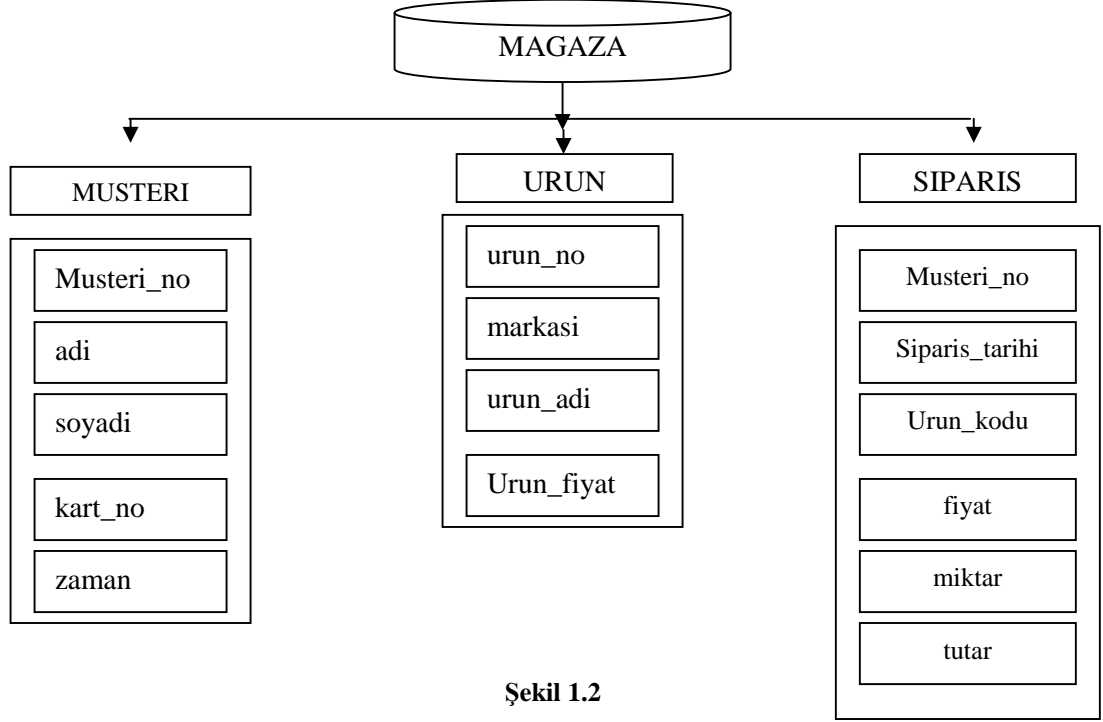 MAGAZA
MUSTERI
Musteri_no
adi
soyadi
kart_no
zaman
URUN
urun_no
markasi
urun_adi
Urun_fiyat
SIPARIS
Musteri_no
Siparis_tarihi
Urun_kodu
fiyat
miktar
tutar
Şekil 1.2